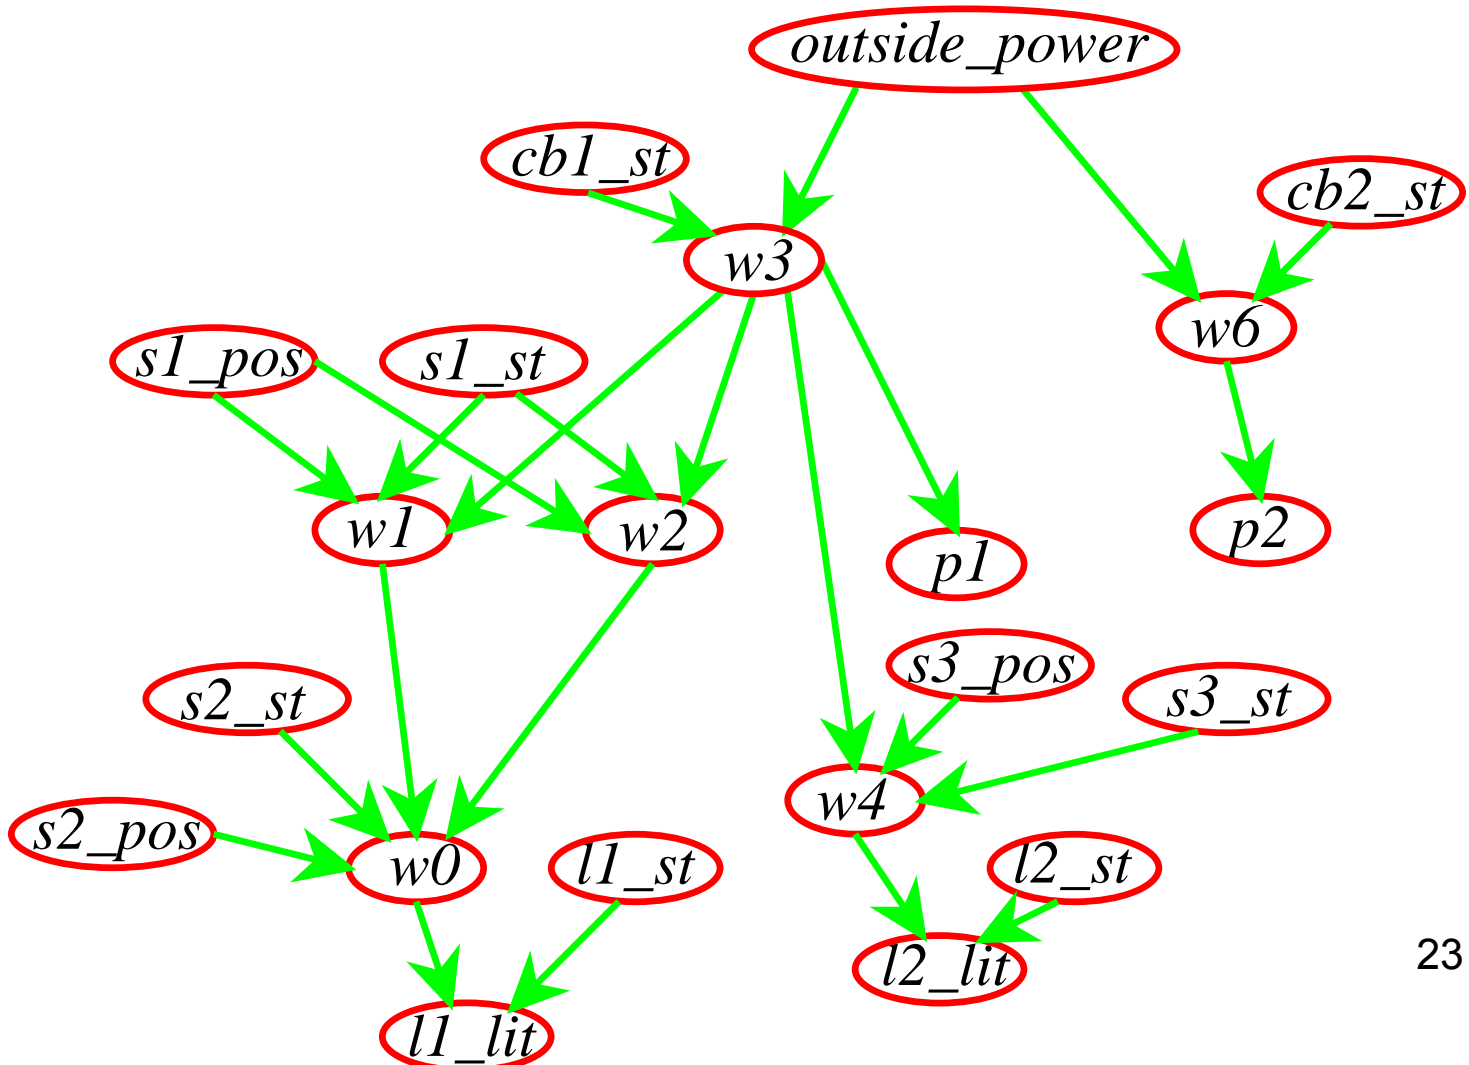 outside_power
cb1_st
cb2_st
w3
w6
s1_pos
s1_st
w1
w2
p1
p2
s3_pos
s2_st
s3_st
w4
s2_pos
w0
l1_st
l2_st
l2_lit
23
l1_lit